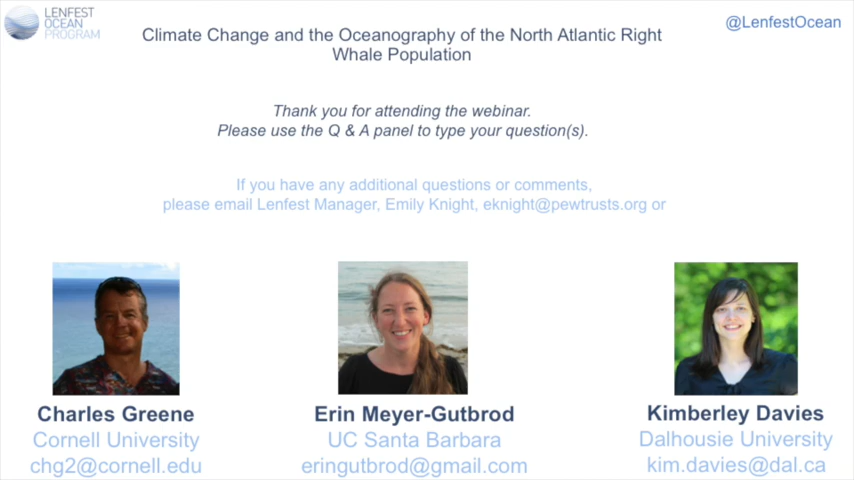 LENFEST
OCEAN
PROGRAM
@LenfestOcean
Climate Change and the Oceanography of the North Atlantic Right
Whale Population
Thank you for attending the webinar.
Please use the Q & A panel to type your question(s).
If you have any additional questions or comments,
please email Lenfest Manager, Emily Knight, eknight@pewtrusts.org or
Charles Greene
Cornell University
chg2@cornell.edu
Erin Meyer-Gutbrod
UC Santa Barbara
eringutbrod@gmail.com
Kimberley Davies
Dalhousie University
kim.davies@dal.ca